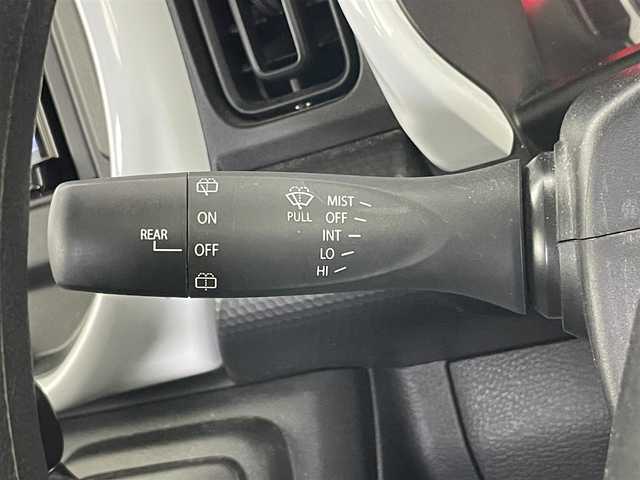 REAR
ON
OFF
PULL
MIST
OFF
INT
LO
HI